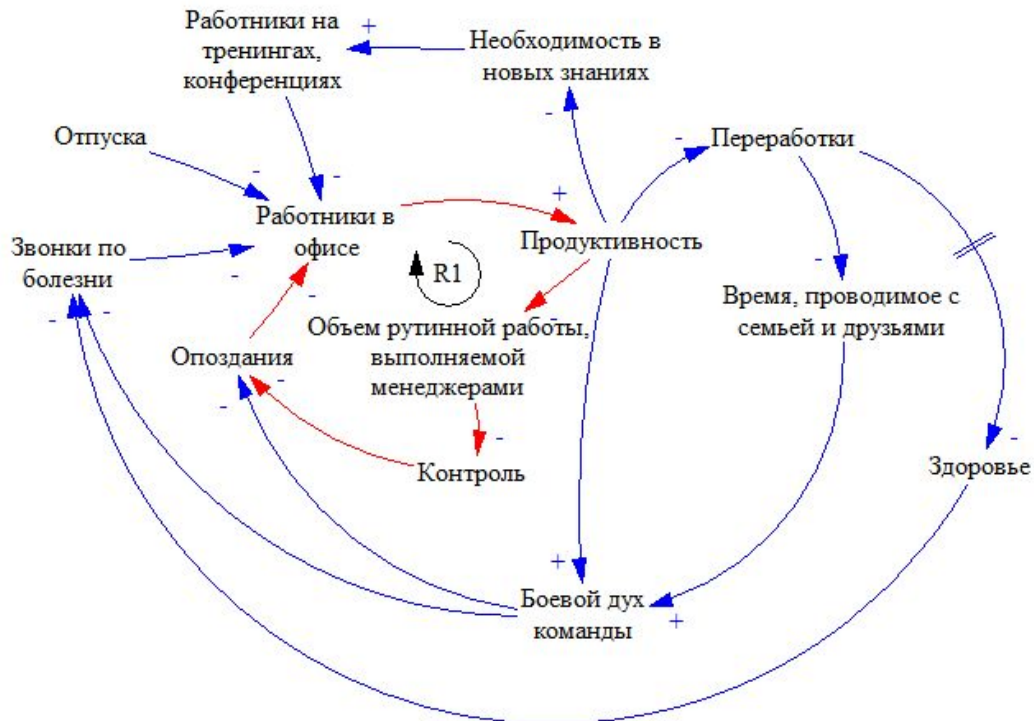 Работники на
тренингах,
конференциях
+
Необходимость в
новых знаниях
-
-
Отпуска
-
-
Переработки
-
Работники в
офисе
+
Продуктивность
Звонки по
болезни
-
-
-
R1
-
-
Время, проводимое с
семьей и друзьями
-
Объем рутинной работы,
выполняемой
менеджерами
-
Опоздания
-
-
-
Контроль
-
Здоровье
+
Боевой дух
команды
+